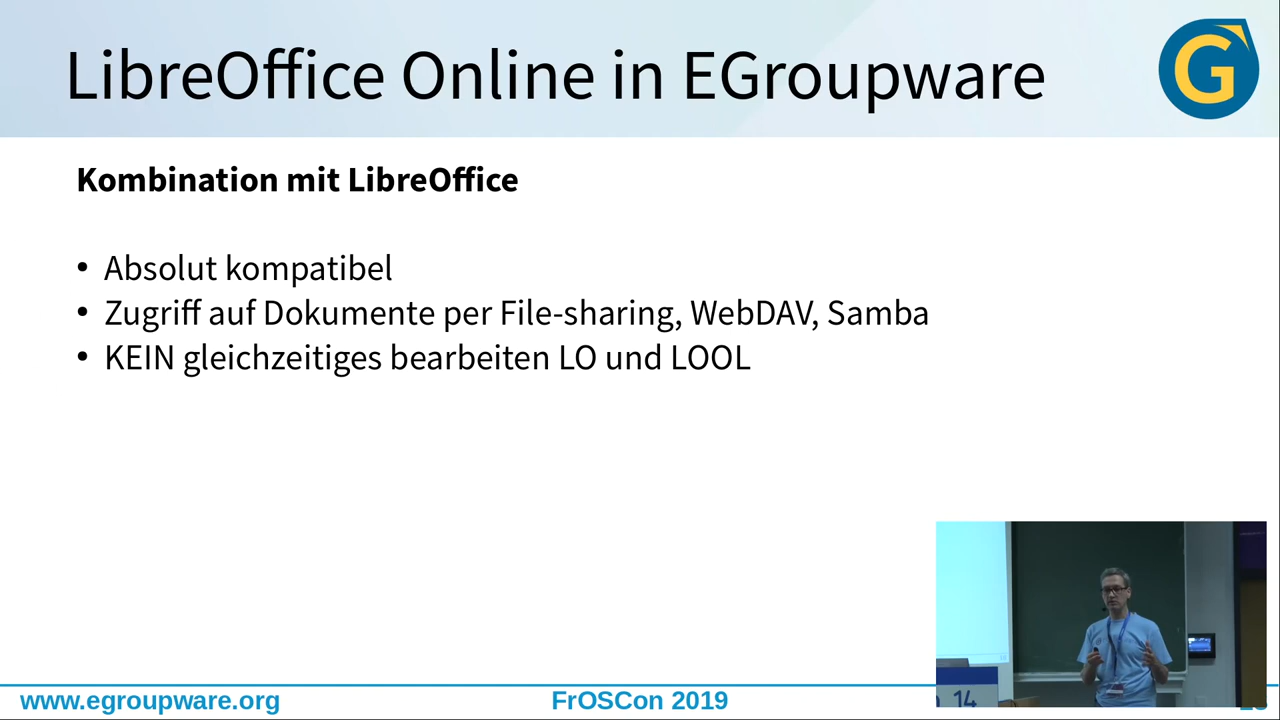 LibreOffice Online in EGroupware
G
Kombination mit LibreOffice
• Absolut kompatibel
• Zugriff auf Dokumente per File-sharing, WebDAV, Samba
• KEIN gleichzeitiges bearbeiten LO und LOOL
14
www.egroupware.org
FrOSCon 2019